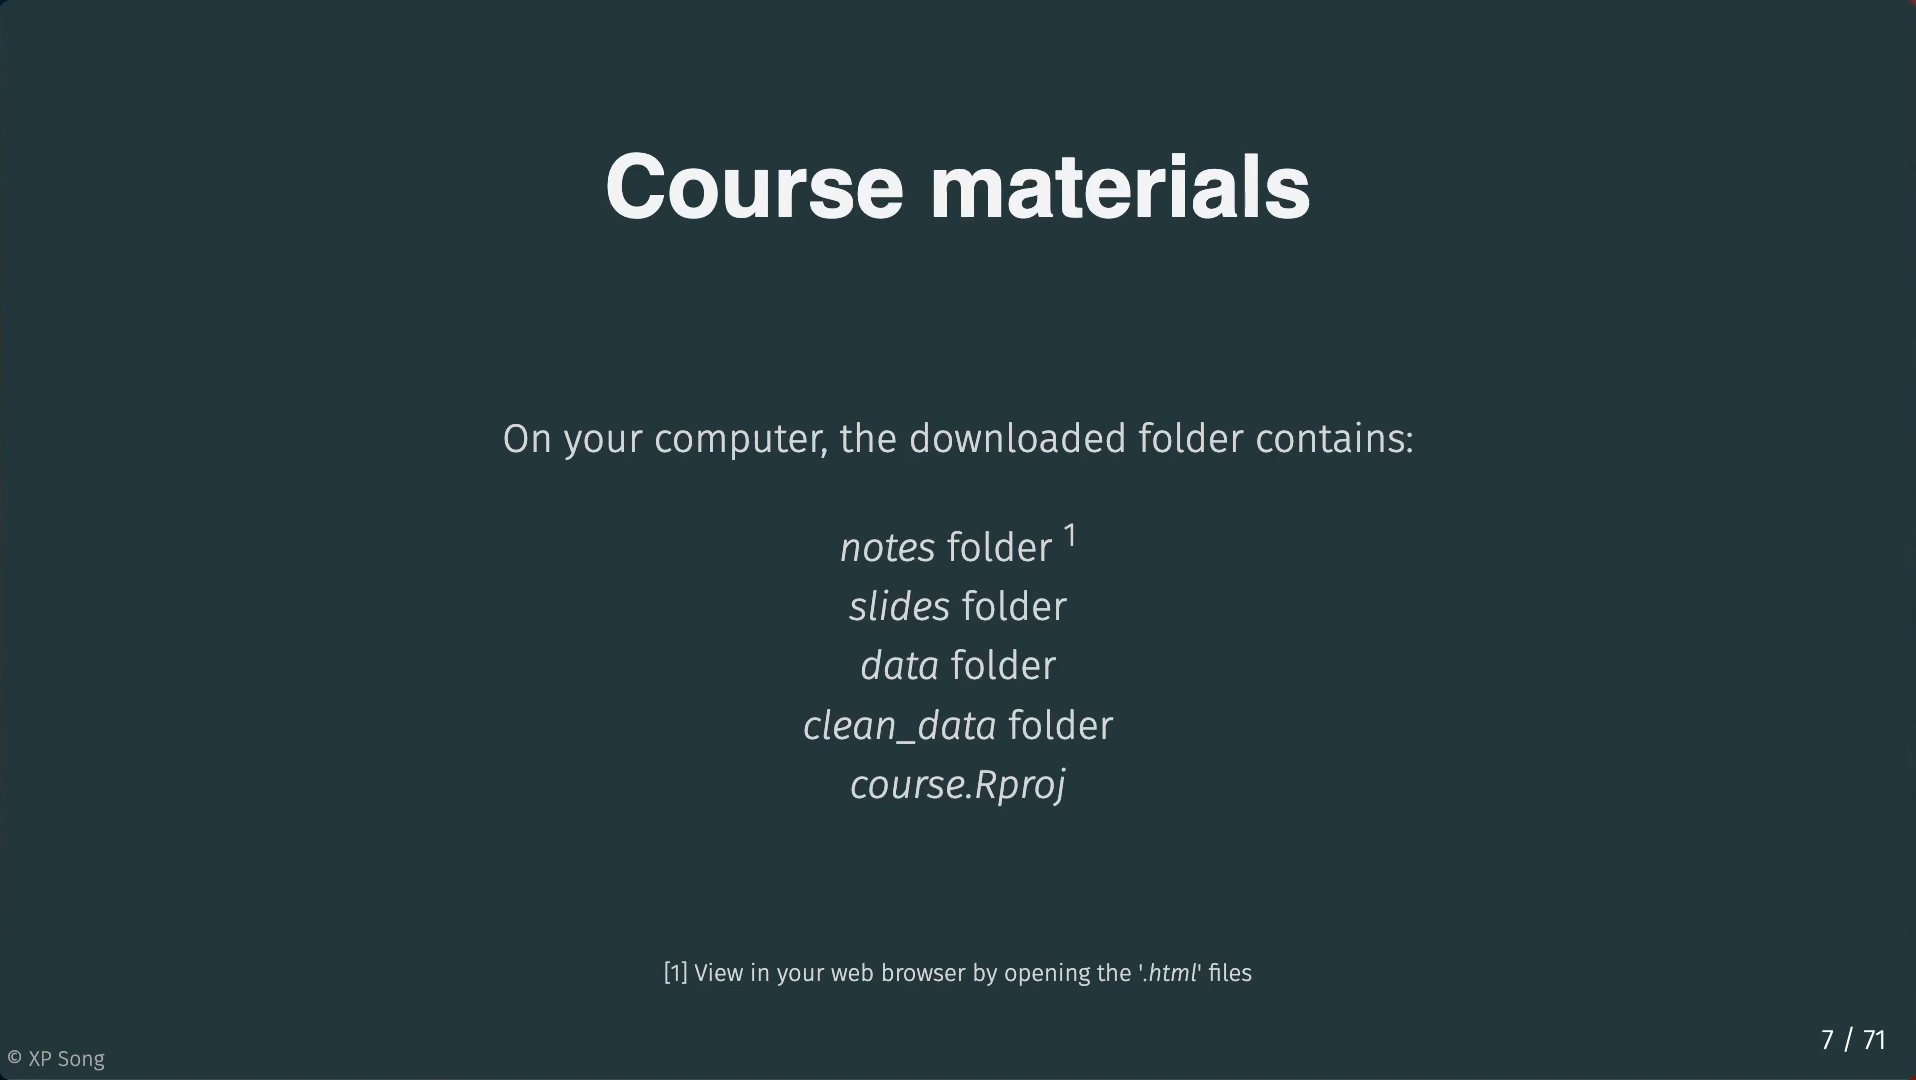 Course materials
On your computer, the downloaded folder contains:
notes folder 1
slides folder
data folder
clean_data folder
course.Rproj
[1] View in your web browser by opening the '.html' files
7 / 71
© XP Song